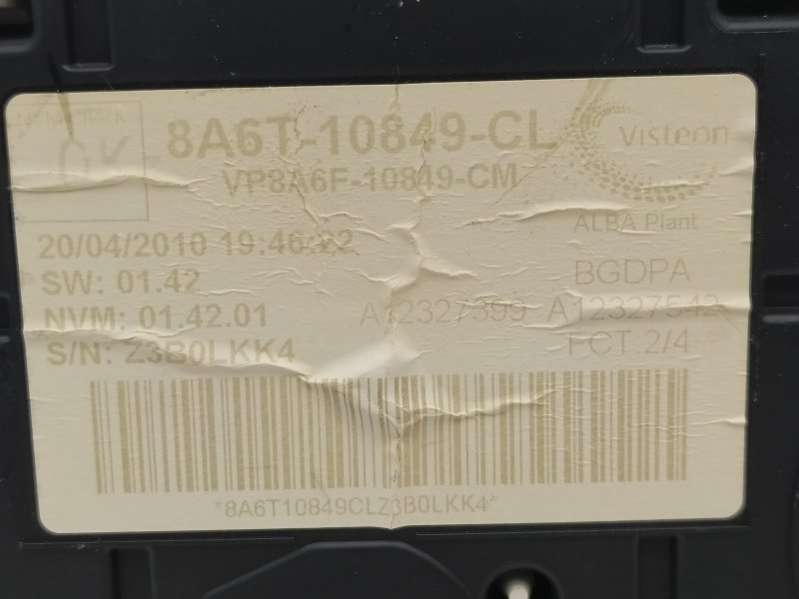 8A6T-10849-CL
Visteon
VP8A6F-10849-CM
ALBA Plant
20/04/2010 19:46:22
BGDPA
SW: 01.42
NVM: 01.42.01
A12327399 A12327542
S/N: Z3B0LKK4
FCT.2/4
*8A6T10849CLZ3B0LKK4*